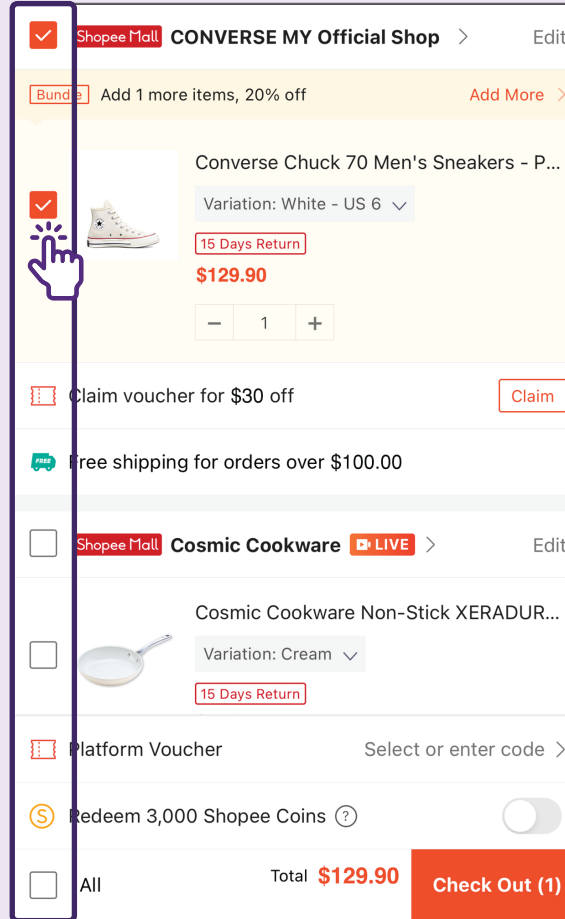 Shopee Mall CONVERSE MY Official Shop > Edit
Bundle Add 1 more items, 20% off Add More >
Converse Chuck 70 Men's Sneakers - P...
Variation: White - US 6
15 Days Return
$129.90
− 1 +
Claim voucher for $30 off Claim
FREE Free shipping for orders over $100.00
Shopee Mall Cosmic Cookware LIVE > Edit
Cosmic Cookware Non-Stick XERADUR...
Variation: Cream
15 Days Return
Platform Voucher Select or enter code >
S Redeem 3,000 Shopee Coins ?
All Total $129.90 Check Out (1)